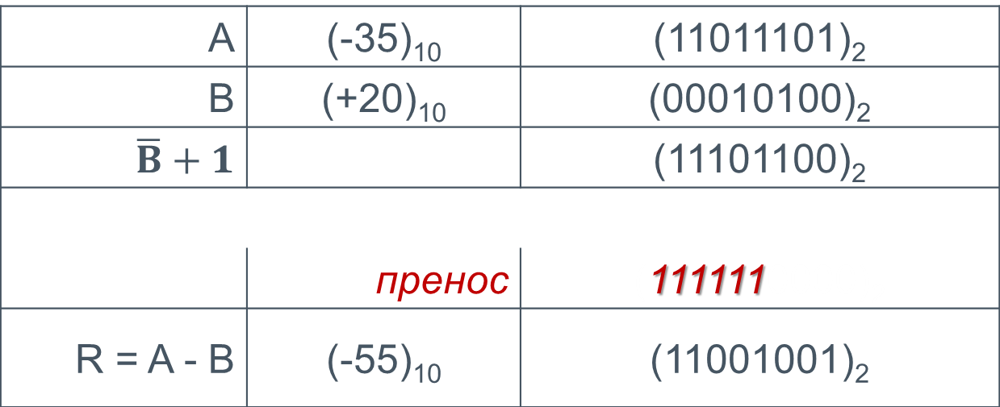 A (-35)₁₀ (11011101)₂
B (+20)₁₀ (00010100)₂
B̅ + 1 (11101100)₂
пренос 111111
R = A - B (-55)₁₀ (11001001)₂